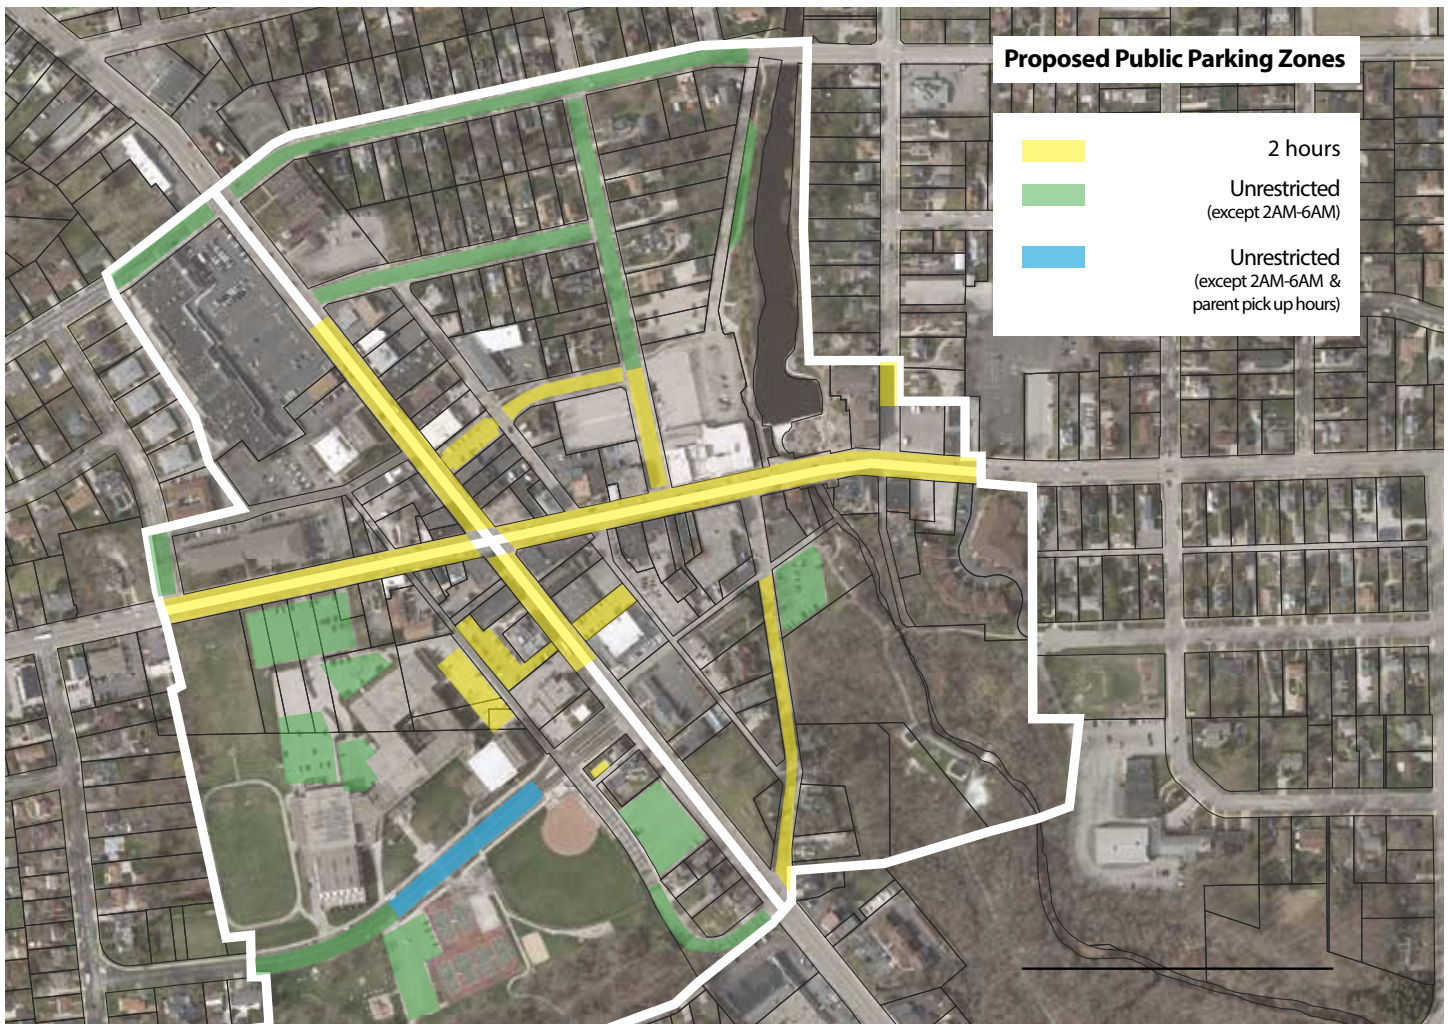 Proposed Public Parking Zones
2 hours
Unrestricted
(except 2AM-6AM)
Unrestricted
(except 2AM-6AM &
parent pick up hours)